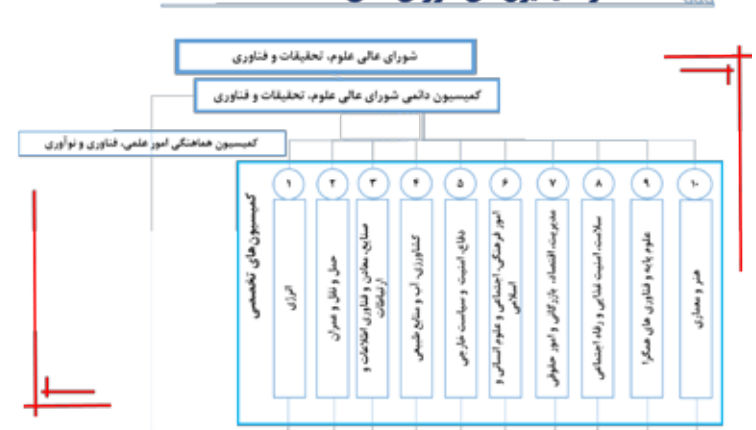 شورای عالی علوم، تحقیقات و فناوری
کمیسیون دائمی شورای عالی علوم، تحقیقات و فناوری
کمیسیون هماهنگی امور علمی، فناوری و نوآوری
کمیسیون‌های تخصصی
۱
انرژی
۲
حمل و نقل و عمران
۳
صنایع، معادن و فناوری اطلاعات و
ارتباطات
۴
کشاورزی، آب و منابع طبیعی
۵
دفاع، امنیت و سیاست خارجی
۶
امور فرهنگی، اجتماعی و علوم انسانی و
اسلامی
۷
مدیریت، اقتصاد، بازرگانی و امور حقوقی
۸
سلامت، امنیت غذایی و رفاه اجتماعی
۹
علوم پایه و فناوری های همگرا
۱۰
هنر و معماری